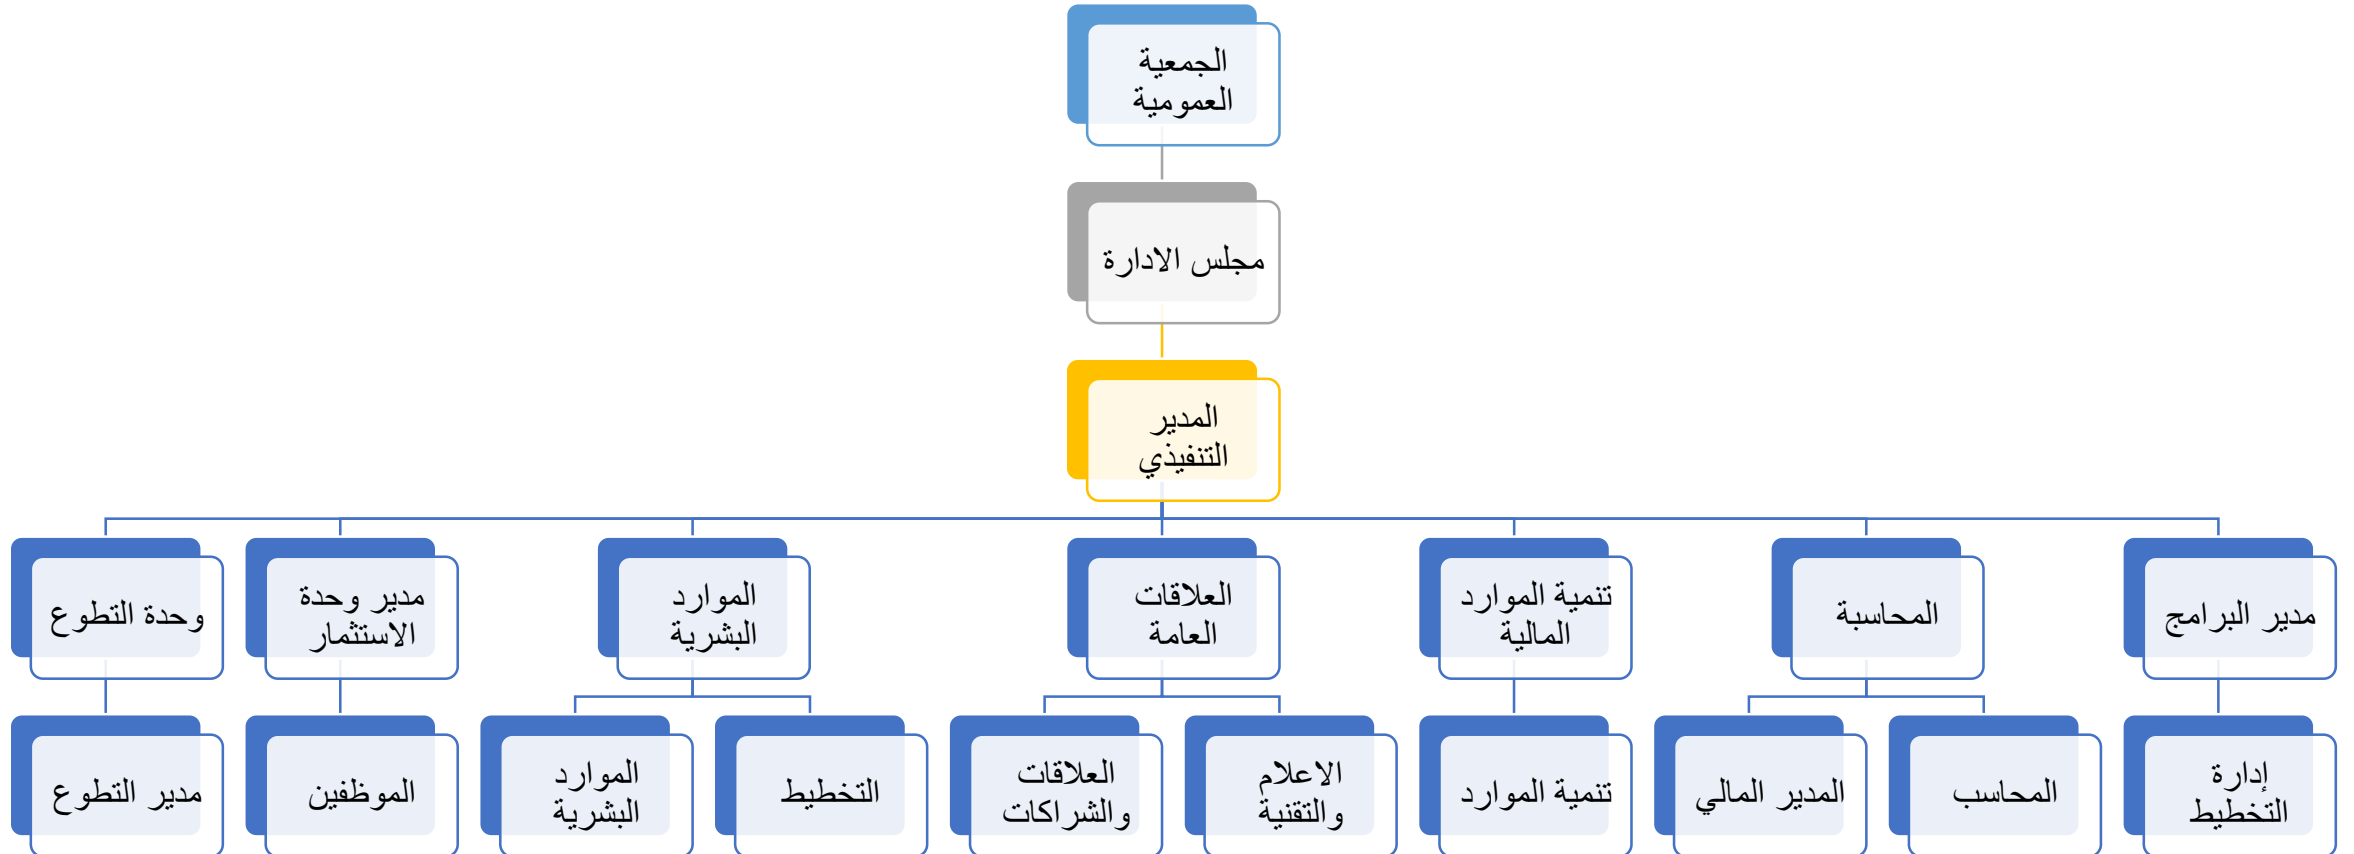 الجمعية
العمومية
مجلس الادارة
المدير
التنفيذي
مدير البرامج
المحاسبة
تنمية الموارد
المالية
العلاقات
العامة
الموارد
البشرية
مدير وحدة
الاستثمار
وحدة التطوع
إدارة
التخطيط
المحاسب
المدير المالي
تنمية الموارد
الاعلام
والتقنية
العلاقات
والشراكات
التخطيط
الموارد
البشرية
الموظفين
مدير التطوع